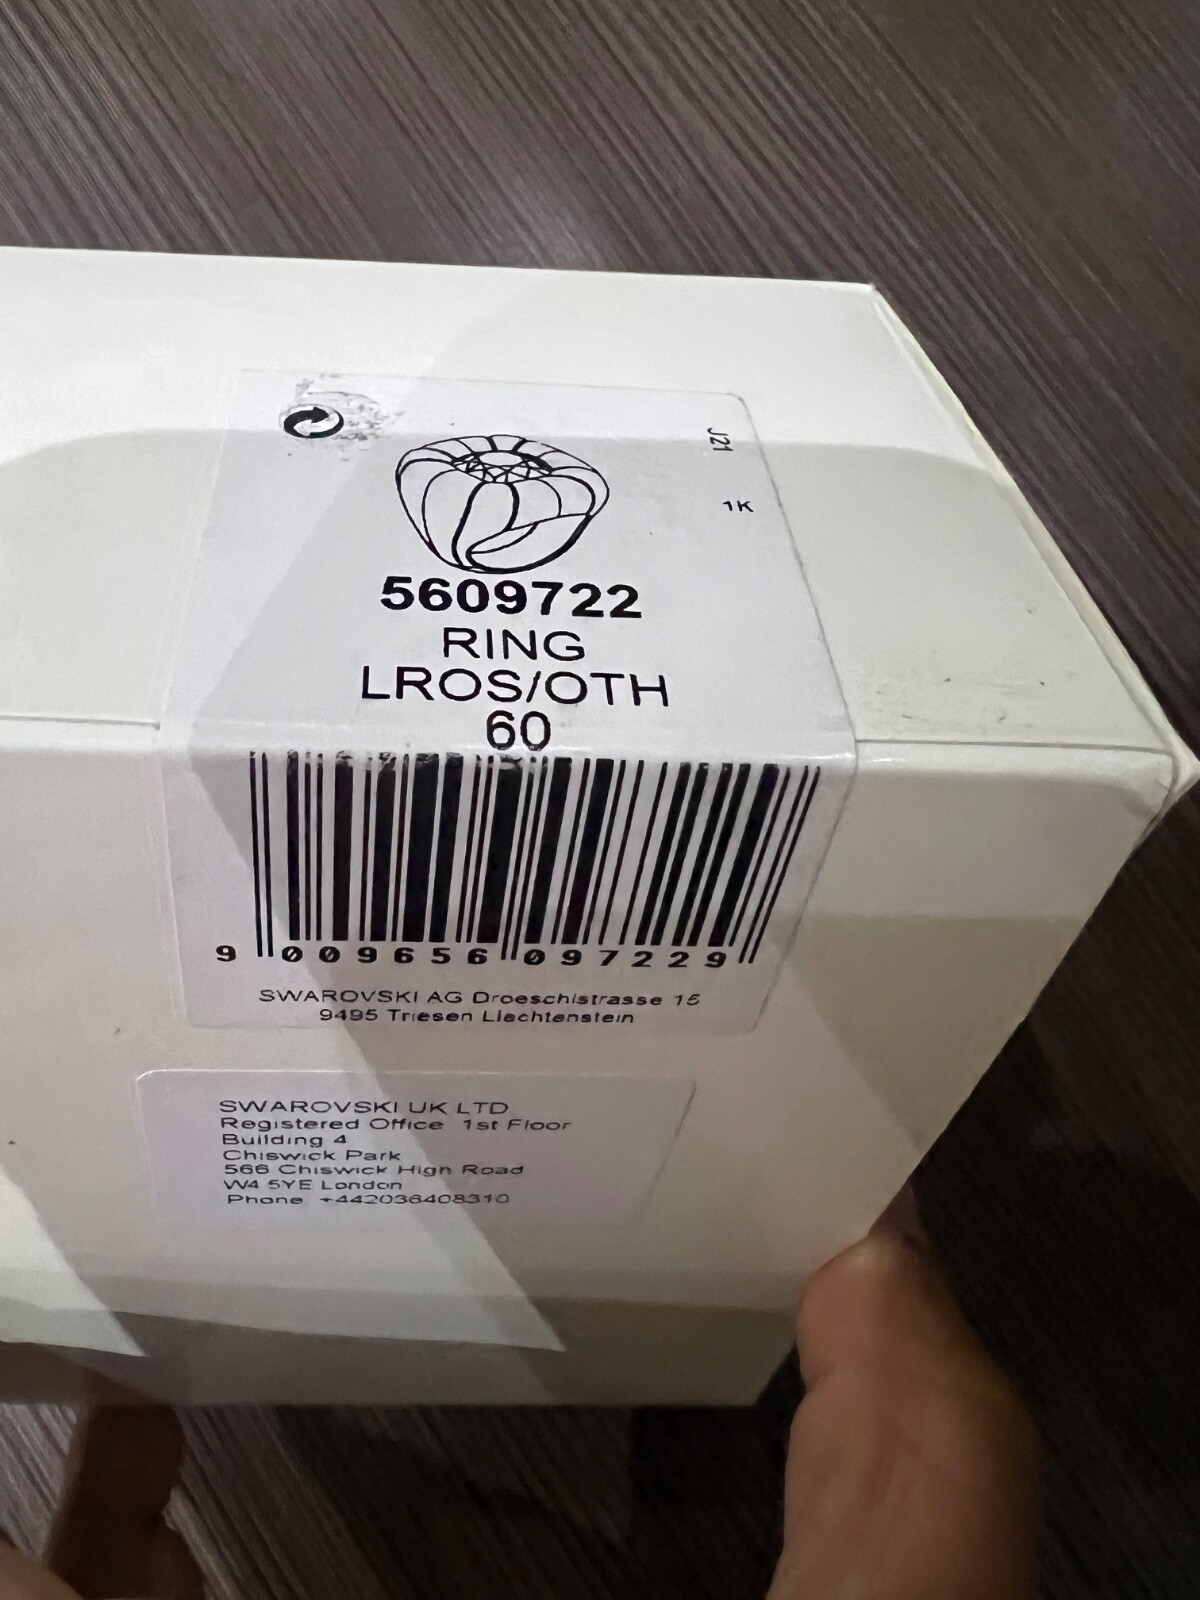 J21
1K
5609722
RING
LROS/OTH
60
9 009656 097229
SWAROVSKI AG Droeschistrasse 15
9495 Triesen Liechtenstein
SWAROVSKI UK LTD
Registered Office 1st Floor
Building 4
Chiswick Park
566 Chiswick High Road
W4 5YE London
Phone +442036408310